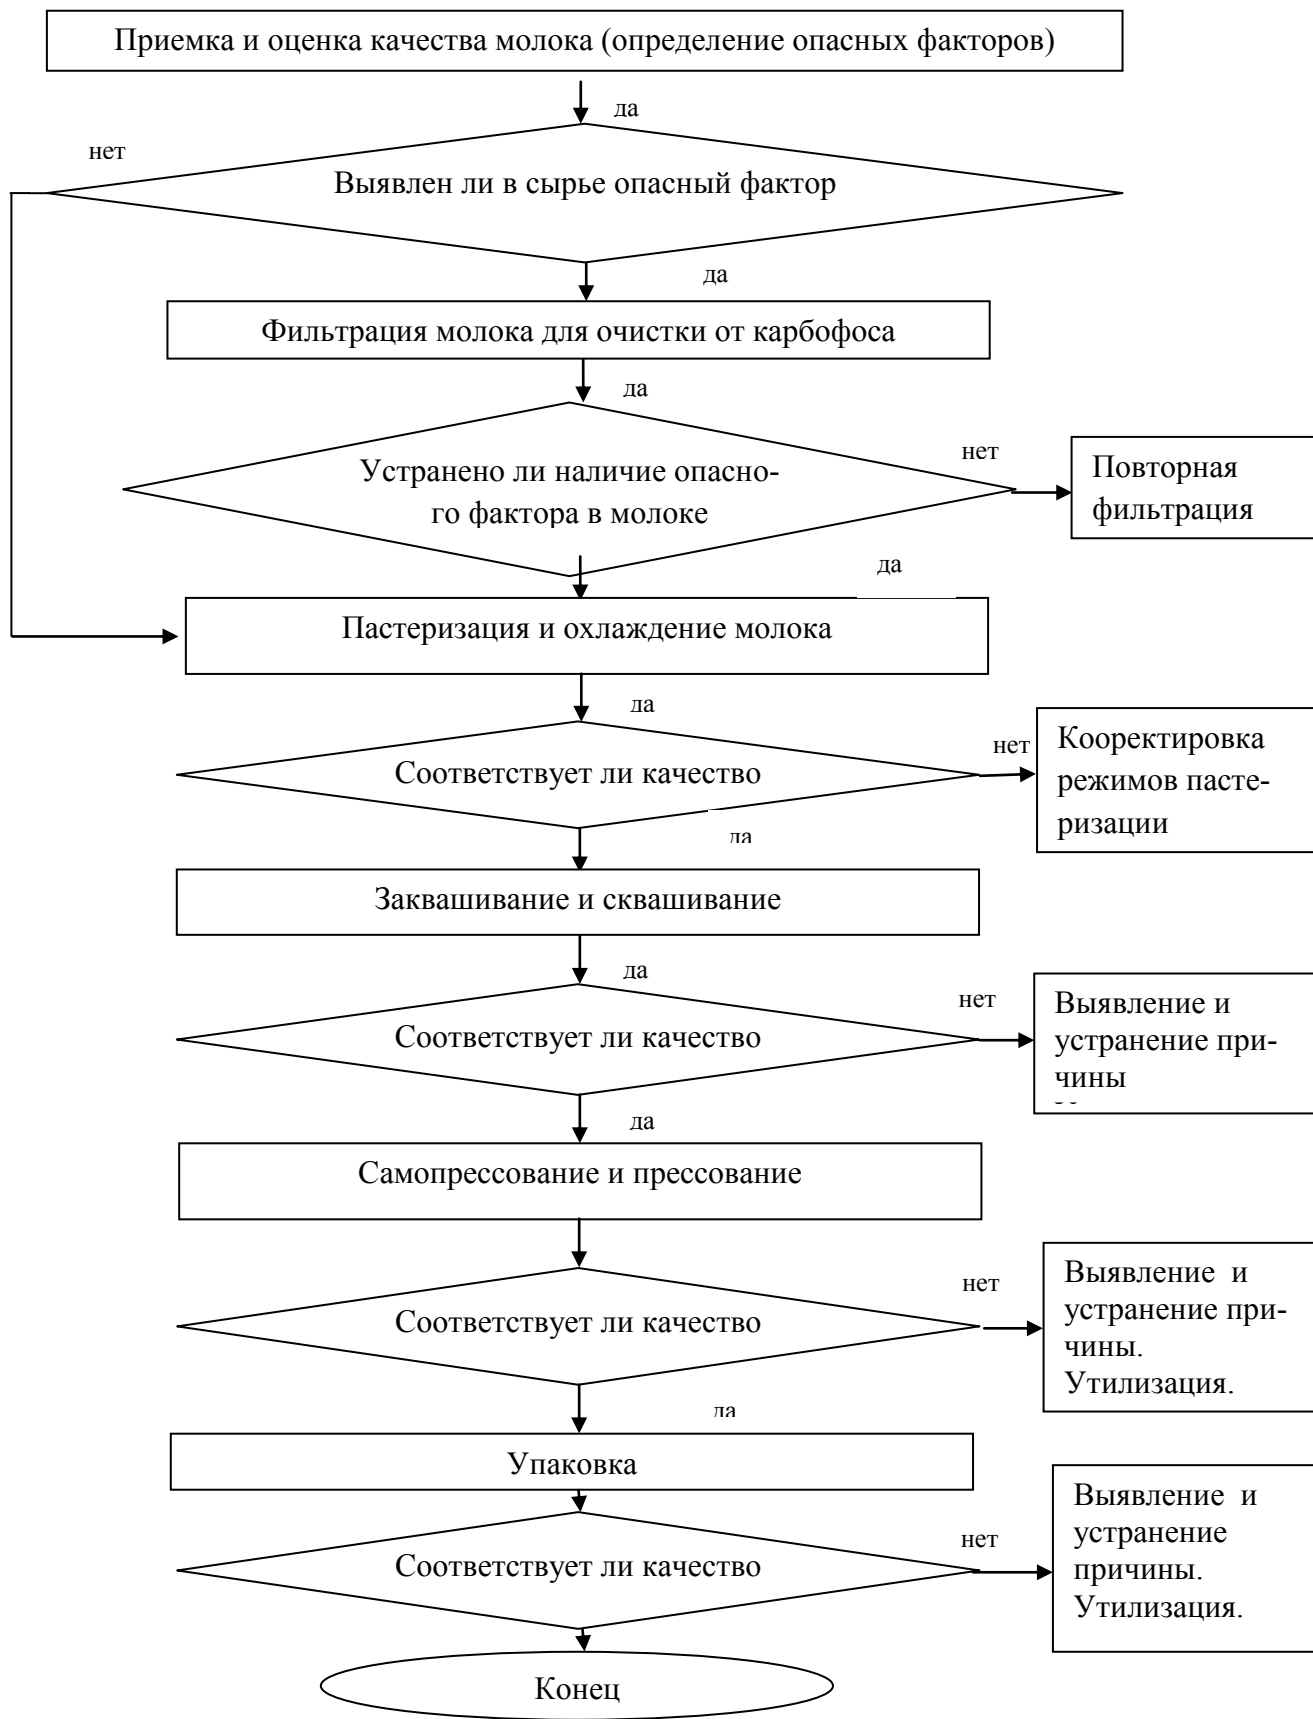 Приемка и оценка качества молока (определение опасных факторов)
да
нет
Выявлен ли в сырье опасный фактор
да
Фильтрация молока для очистки от карбофоса
да
Устранено ли наличие опасно-
го фактора в молоке
нет
Повторная
фильтрация
да
Пастеризация и охлаждение молока
да
Соответствует ли качество
нет
Кооректировка
режимов пасте-
ризации
да
Заквашивание и сквашивание
да
Соответствует ли качество
нет
Выявление и
устранение при-
чины
да
Самопрессование и прессование
Соответствует ли качество
нет
Выявление и
устранение при-
чины.
Утилизация.
да
Упаковка
Соответствует ли качество
нет
Выявление и
устранение
причины.
Утилизация.
Конец